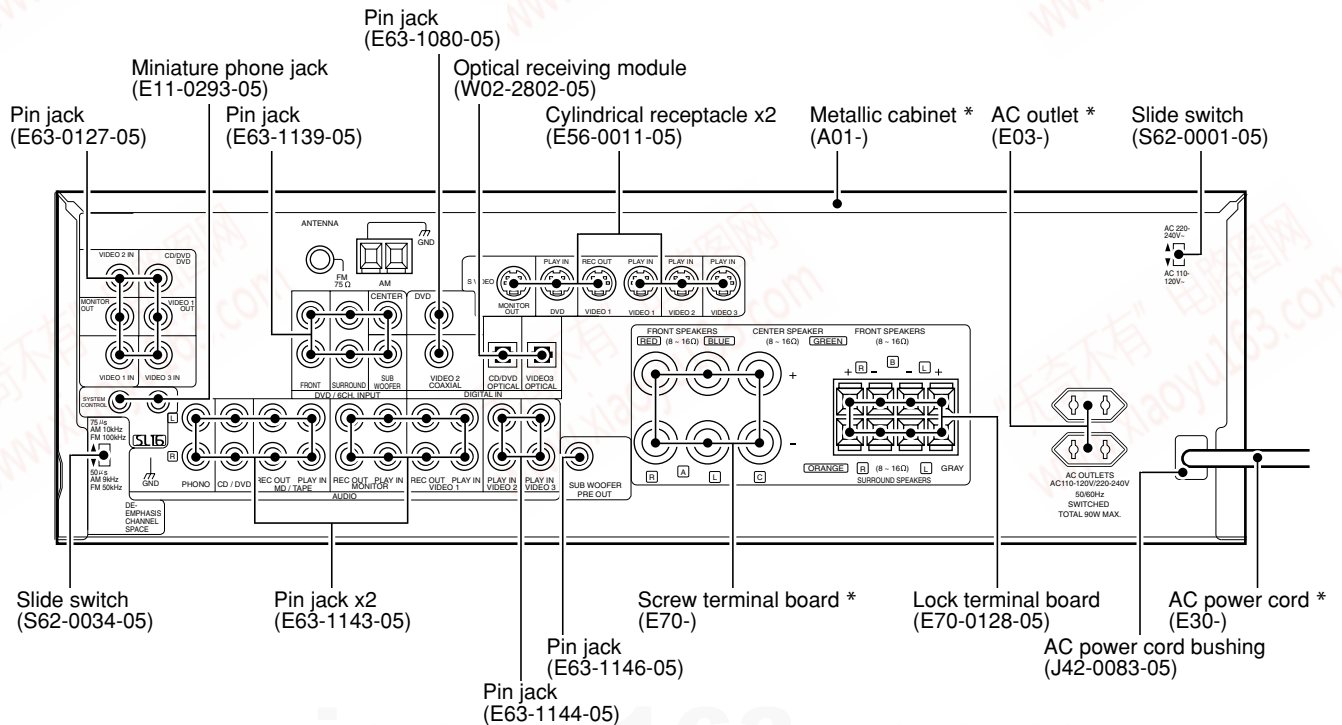 Pin jack
(E63-1080-05)
Miniature phone jack
(E11-0293-05)
Optical receiving module
(W02-2802-05)
Pin jack
(E63-0127-05)
Pin jack
(E63-1139-05)
Cylindrical receptacle x2
(E56-0011-05)
Metallic cabinet *
(A01-)
AC outlet *
(E03-)
Slide switch
(S62-0001-05)
ANTENNA
GND
FM
75 Ω
AM
AC 220-
240V~
AC 110-
120V~
VIDEO 2 IN
CD/DVD
DVD
MONITOR
OUT
VIDEO 1
OUT
VIDEO 1 IN
VIDEO 3 IN
PLAY IN
REC OUT
PLAY IN
PLAY IN
PLAY IN
S VIDEO
MONITOR
OUT
DVD
VIDEO 1
VIDEO 1
VIDEO 2
VIDEO 3
CENTER
DVD
FRONT
SURROUND
SUB
WOOFER
VIDEO 2
COAXIAL
CD/DVD
OPTICAL
VIDEO3
OPTICAL
DVD / 6CH. INPUT
DIGITAL IN
FRONT SPEAKERS
RED (8 ~ 16Ω) BLUE
CENTER SPEAKER
(8 ~ 16Ω) GREEN
FRONT SPEAKERS
(8 ~ 16Ω)
+ R - B - L +
+
-
R A L C
ORANGE R (8 ~ 16Ω) L GRAY
SURROUND SPEAKERS
SYSTEM
CONTROL
L
R
75 µs
AM 10kHz
FM 100kHz
50 µs
AM 9kHz
FM 50kHz
SL16
GND
PHONO
CD / DVD
REC OUT PLAY IN
MD / TAPE
REC OUT PLAY IN
MONITOR
REC OUT PLAY IN
VIDEO 1
PLAY IN
VIDEO 2
PLAY IN
VIDEO 3
AUDIO
SUB WOOFER
PRE OUT
DE-
EMPHASIS
CHANNEL
SPACE
AC OUTLETS
AC110-120V/220-240V
50/60Hz
SWITCHED
TOTAL 90W MAX.
Slide switch
(S62-0034-05)
Pin jack x2
(E63-1143-05)
Screw terminal board *
(E70-)
Lock terminal board
(E70-0128-05)
AC power cord *
(E30-)
Pin jack
(E63-1146-05)
AC power cord bushing
(J42-0083-05)
Pin jack
(E63-1144-05)